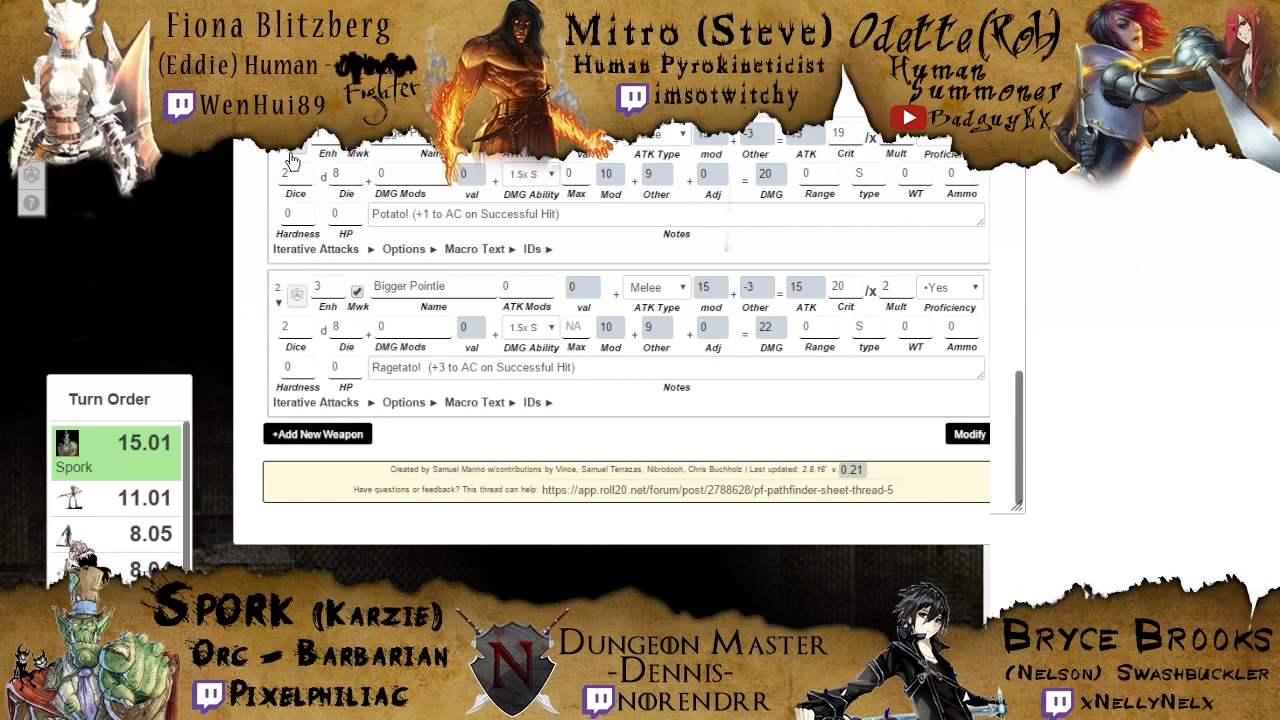 Fiona Blitzberg
(Eddie) Human -
Fighter
WenHui89
Mitro (Steve)
Human Pyrokineticist
imsotwitchy
Odette(Rob)
Human
Summoner
BadguyEX
-3 19 /x
Enh Mwk ATK Type mod Other ATK Crit Mult
2 d 8 + 0 0 + 1.5x S 0 10 + 9 + 0 = 20 0 S 0 0
Dice Die DMG Mods val DMG Ability Max Mod Other Adj DMG Range type WT Ammo
0 0 Potato! (+1 to AC on Successful Hit)
Hardness HP Notes
Iterative Attacks ► Options ► Macro Text ► IDs ►
2. 3 Bigger Pointie 0 0 + Melee 15 + -3 = 15 20 /x 2 •Yes
Enh Mwk Name ATK Mods val ATK Type mod Other ATK Crit Mult Proficiency
2 d 8 + 0 0 + 1.5x S NA 10 + 9 + 0 = 22 0 S 0 0
Dice Die DMG Mods val DMG Ability Max Mod Other Adj DMG Range type WT Ammo
0 0 Ragetato! (+3 to AC on Successful Hit)
Hardness HP Notes
Iterative Attacks ► Options ► Macro Text ► IDs ►
+Add New Weapon Modify
Created by Samuel Marino w/contributions by Vince, Samuel Terrazas, Nibrodooh, Chris Buchholz | Last updated: 2.8.16' v. 0.21
Have questions or feedback? This thread can help: https://app.roll20.net/forum/post/2788628/pf-pathfinder-sheet-thread-5
Turn Order
15.01
Spork
11.01
8.05
Spork (Karzie)
Orc - Barbarian
Pixelphiliac
N
Dungeon Master
-Dennis-
norendrr
Bryce Brooks
(Nelson) Swashbuckler
xNellyNelx